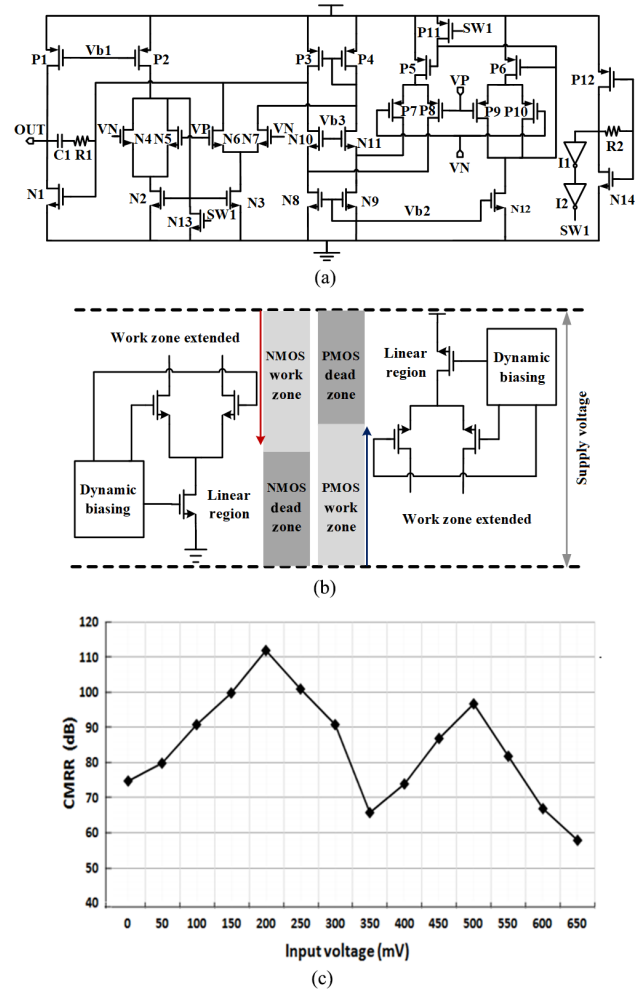 P1
Vb1
P2
P3
P4
P11
SW1
P5
P6
P12
VP
OUT
VN
N4
N5
VP
N6
N7
VN
Vb3
P7
P8
P9
P10
C1
R1
N10
N11
VN
I1
R2
N1
N2
N13
SW1
N3
N8
N9
Vb2
N12
I2
N14
SW1
(a)
Work zone extended
NMOS
work
zone
PMOS
dead
zone
Linear
region
Dynamic
biasing
Supply voltage
Dynamic
biasing
Linear
region
NMOS
dead
zone
PMOS
work
zone
Work zone extended
(b)
120
110
100
90
80
70
60
50
40
CMRR (dB)
0 50 100 150 200 250 300 350 400 450 500 550 600 650
Input voltage (mV)
(c)